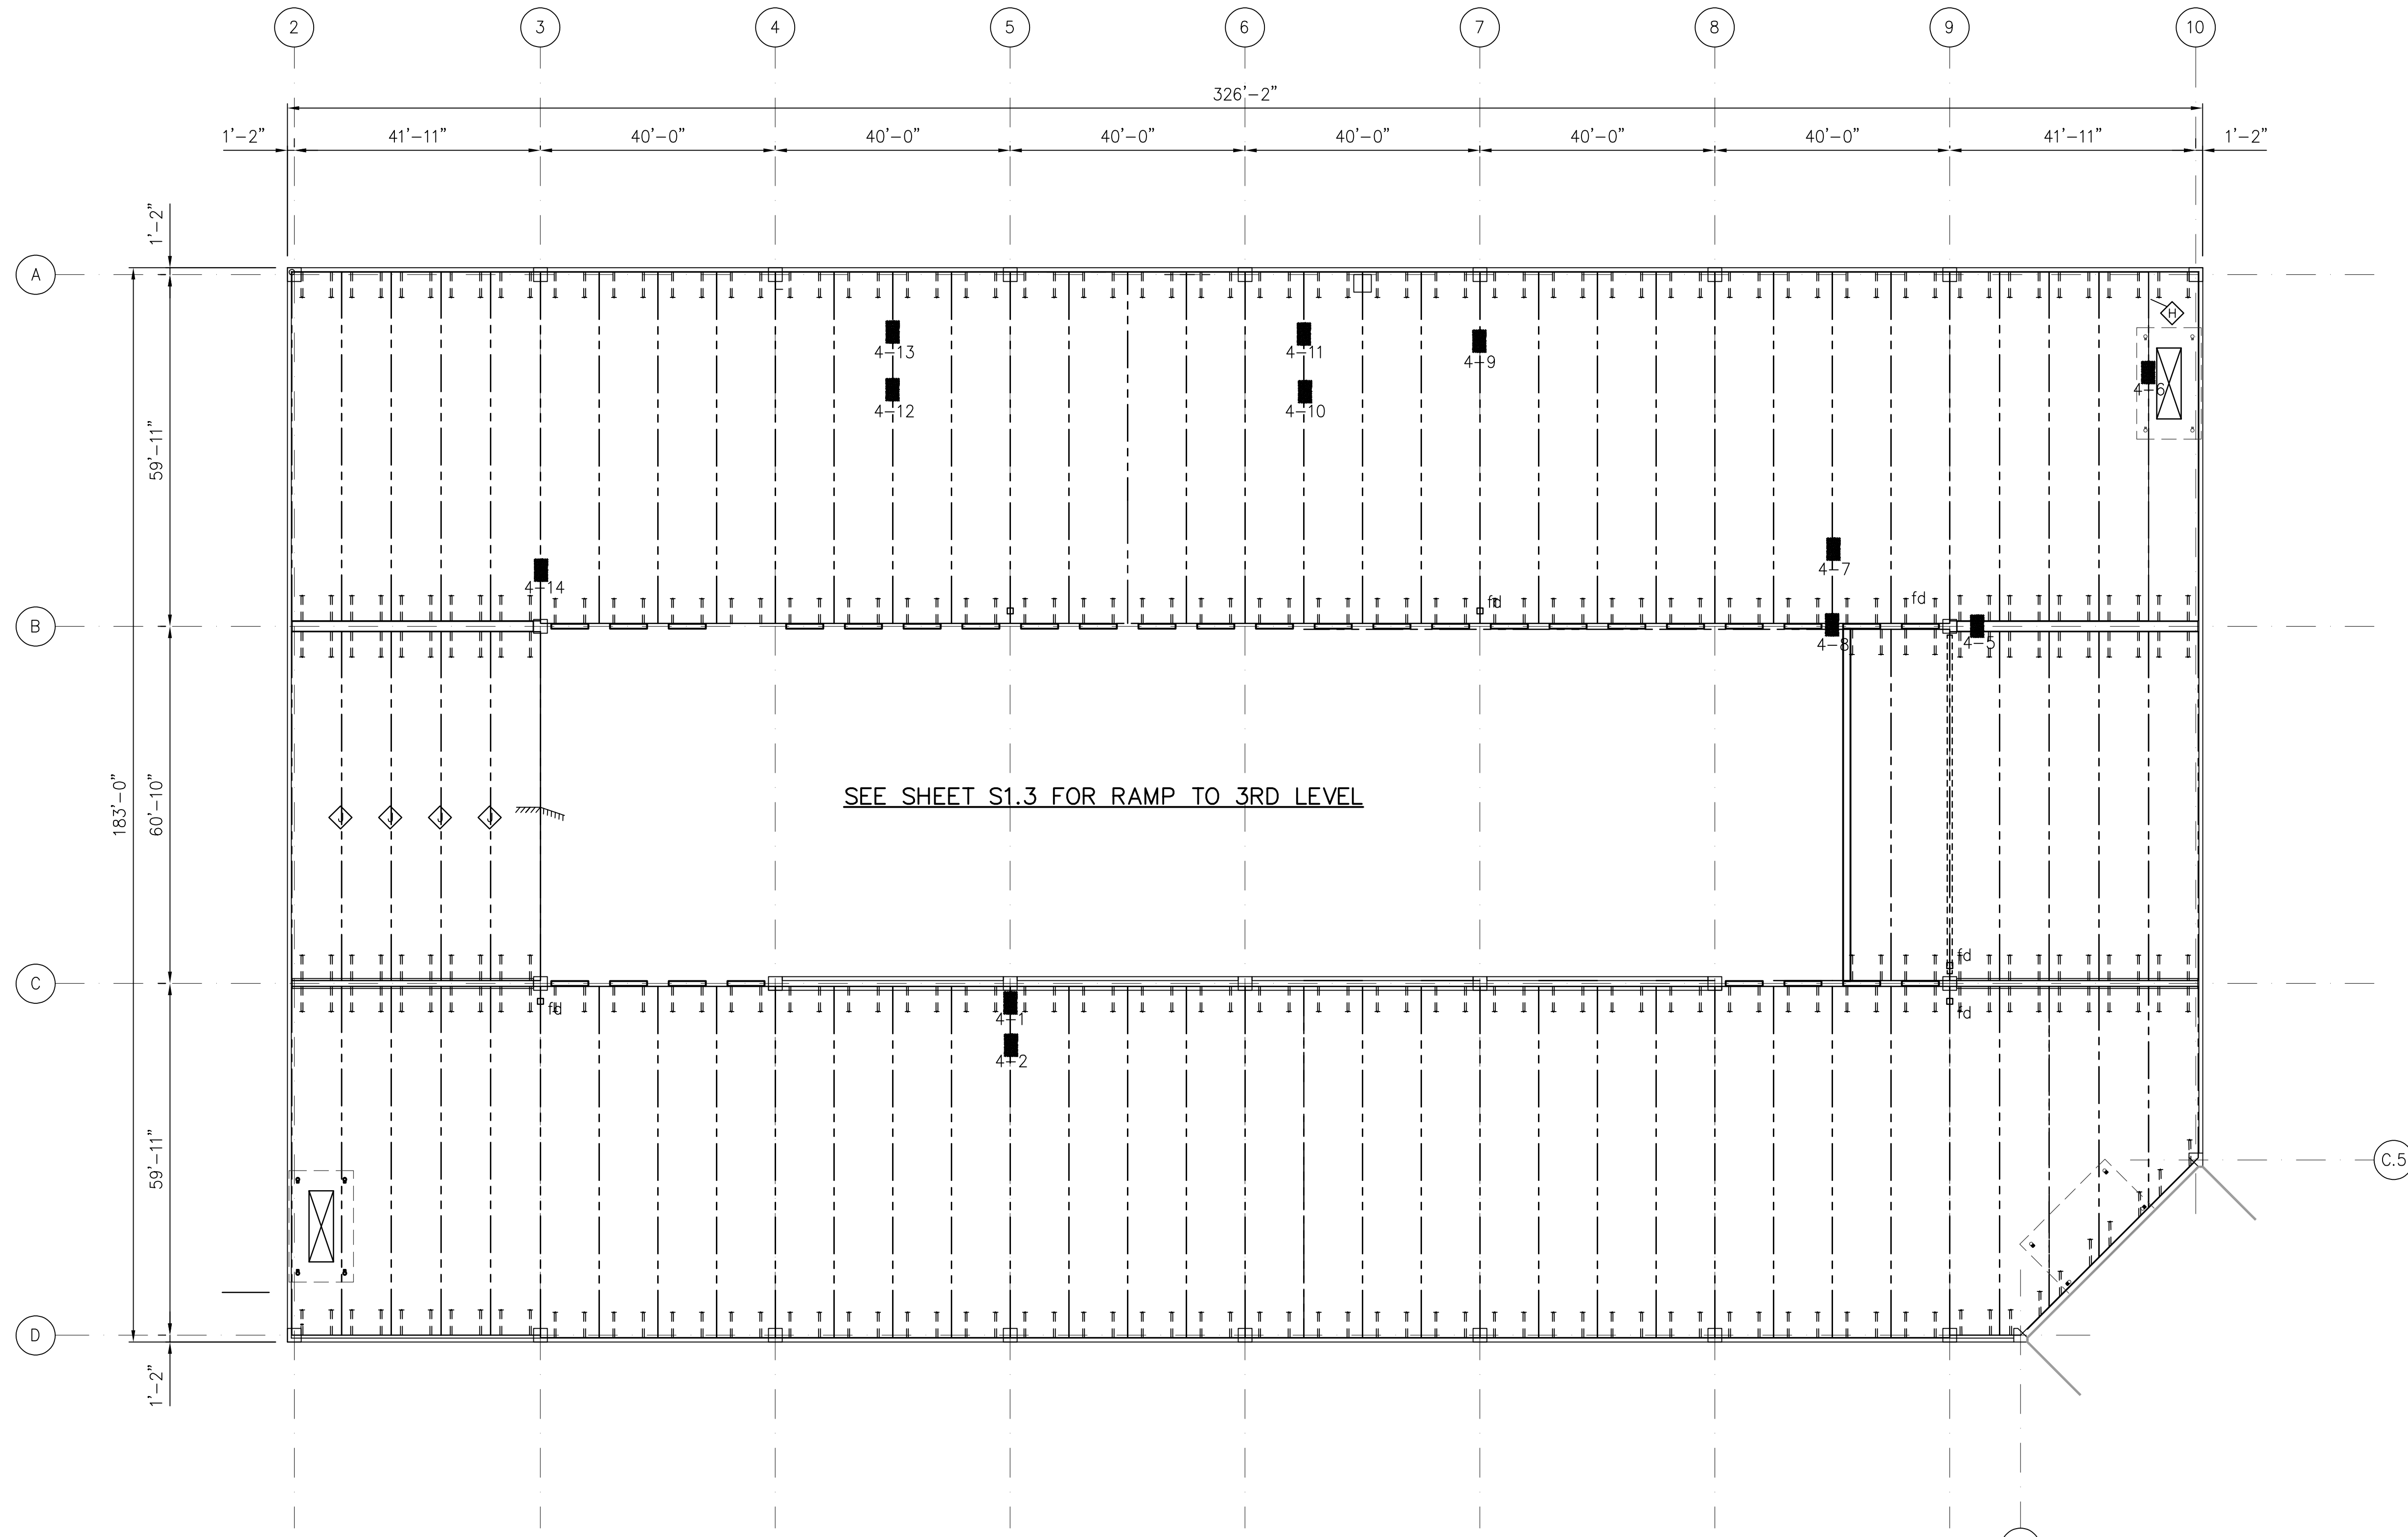 2 3 4 5 6 7 8 9 10
326'-2"
1'-2" 41'-11" 40'-0" 40'-0" 40'-0" 40'-0" 40'-0" 40'-0" 41'-11" 1'-2"
1'-2"
A
H
4-13 4-11 4-9
4-6
4-12 4-10
59'-11"
4-7
4-14
fd fd
B
4-8 4-5
183'-0" 60'-10"
SEE SHEET S1.3 FOR RAMP TO 3RD LEVEL
J J J J
fd
C
fd 4-1 fd
4-2
59'-11"
C.5
D
1'-2"